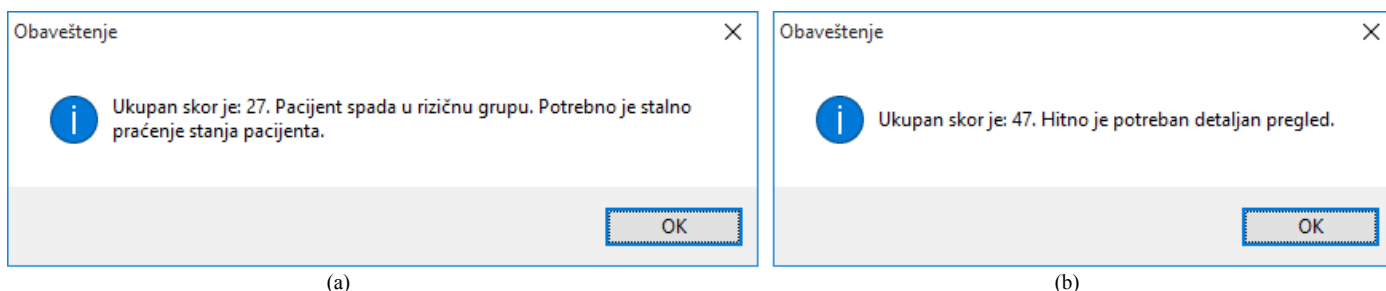 Obaveštenje
Ukupan skor je: 27. Pacijent spada u rizičnu grupu. Potrebno je stalno
praćenje stanja pacijenta.
OK
(a)
Obaveštenje
Ukupan skor je: 47. Hitno je potreban detaljan pregled.
OK
(b)